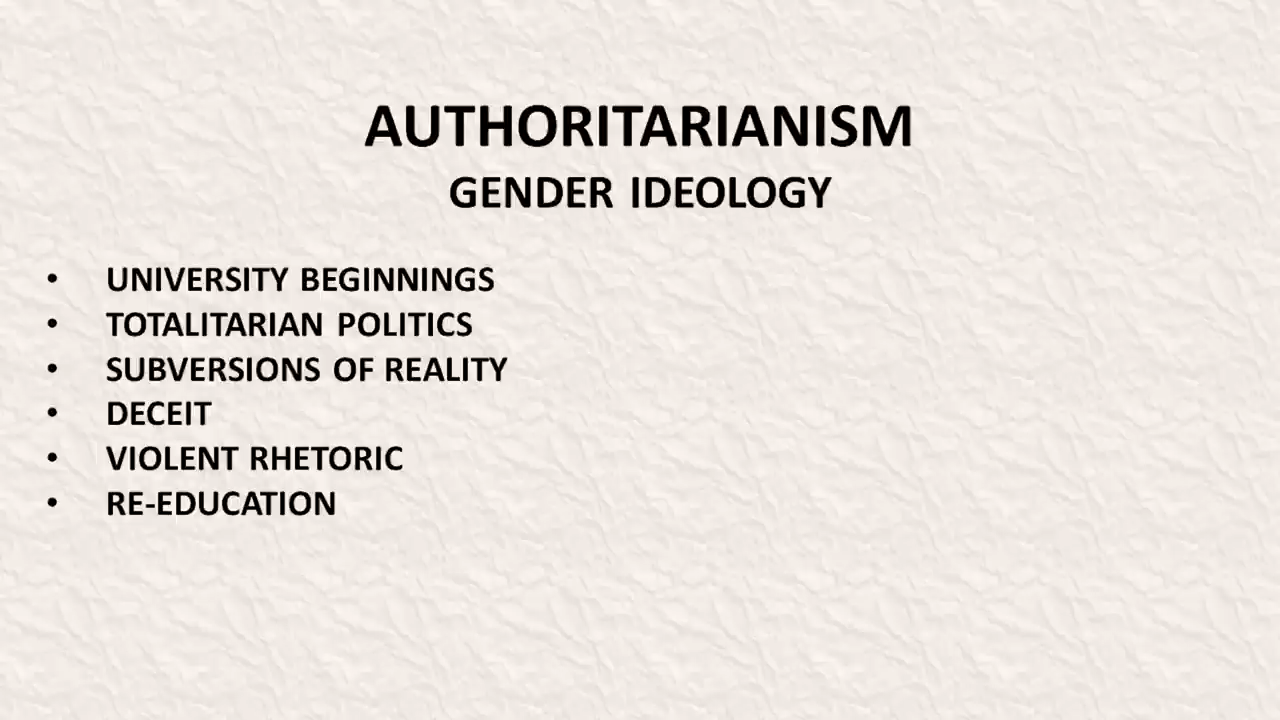 AUTHORITARIANISM
GENDER IDEOLOGY
• UNIVERSITY BEGINNINGS
• TOTALITARIAN POLITICS
• SUBVERSIONS OF REALITY
• DECEIT
• VIOLENT RHETORIC
• RE-EDUCATION